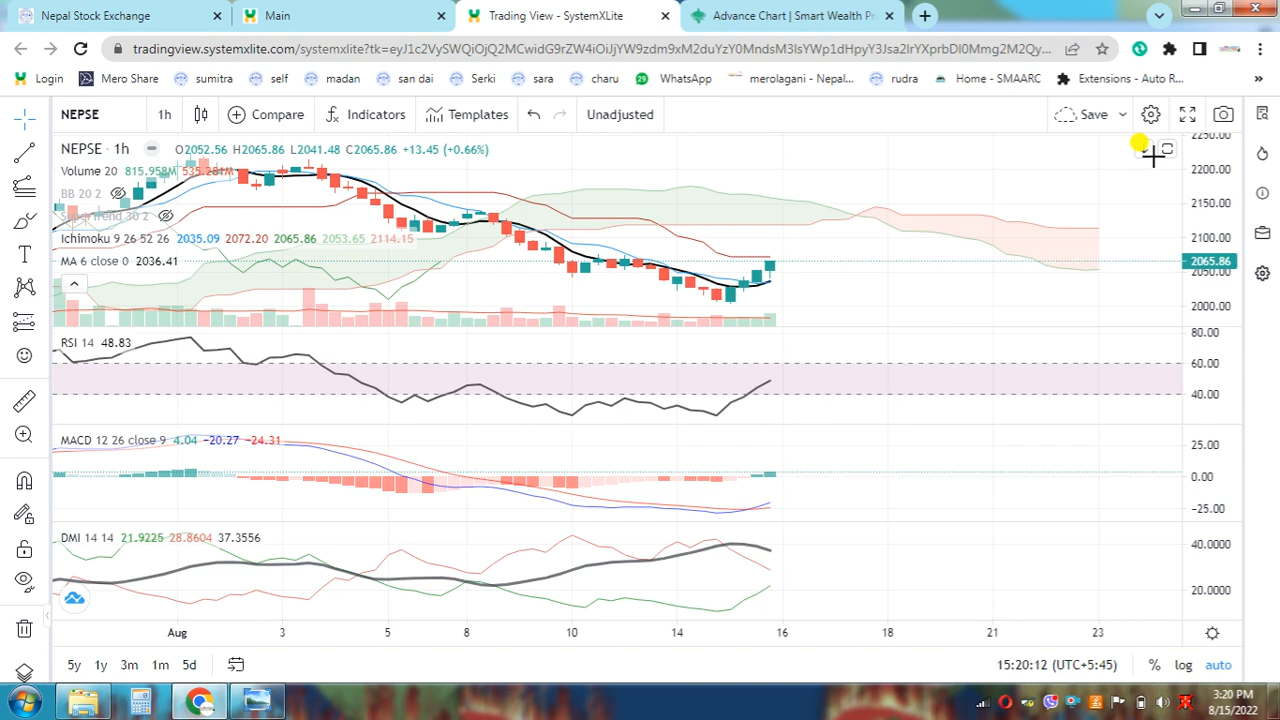 Nepal Stock Exchange
Main
Trading View - SystemXLite
Advance Chart | Smart Wealth Pr
Login
Mero Share
sumitra
self
madan
san dai
Serki
sara
charu
29
WhatsApp
merolagani - Nepal...
rudra
Home - SMAARC
Extensions - Auto R...
»
NEPSE
1h
Compare
Indicators
Templates
Unadjusted
Save
NEPSE · 1h O2052.56 H2065.86 L2041.48 C2065.86 +13.45 (+0.66%)
Volume 20 815.958M 535.281M
BB 20 2
SuperTrend 30 2
Ichimoku 9 26 52 26 2035.09 2072.20 2065.86 2053.65 2114.15
MA 6 close 0 2036.41
2250.00
2200.00
2150.00
2100.00
2065.86
2050.00
2000.00
RSI 14 48.83
80.00
60.00
40.00
MACD 12 26 close 9 4.04 −20.27 −24.31
25.00
0.00
−25.00
DMI 14 14 21.9225 28.8604 37.3556
40.0000
20.0000
Aug 3 5 8 10 14 16 18 21 23
5y 1y 3m 1m 5d
15:20:12 (UTC+5:45) % log auto
3:20 PM
8/15/2022